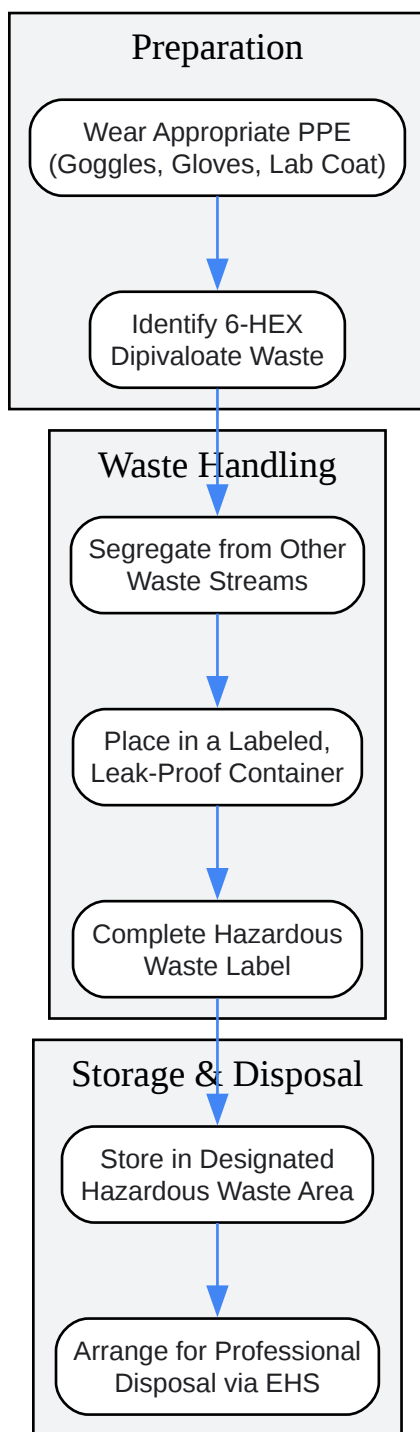 Preparation
Wear Appropriate PPE
(Goggles, Gloves, Lab Coat)
Identify 6-HEX
Dipivaloate Waste
Waste Handling
Segregate from Other
Waste Streams
Place in a Labeled,
Leak-Proof Container
Complete Hazardous
Waste Label
Storage & Disposal
Store in Designated
Hazardous Waste Area
Arrange for Professional
Disposal via EHS